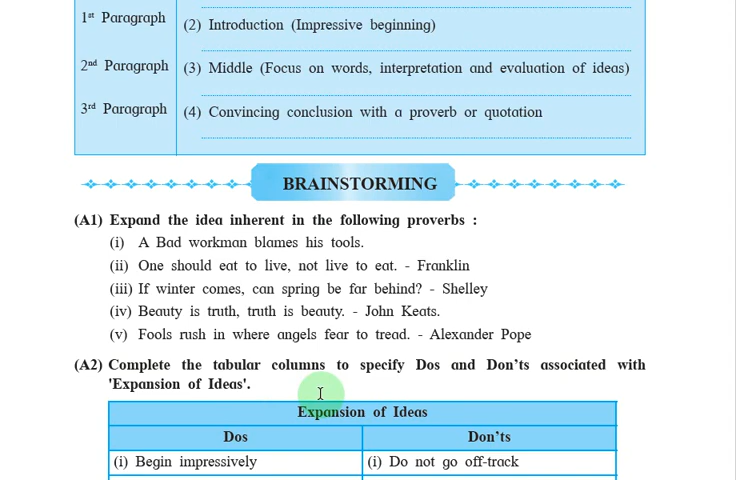 1st Paragraph
(2) Introduction (Impressive beginning)
2nd Paragraph
(3) Middle (Focus on words, interpretation and evaluation of ideas)
3rd Paragraph
(4) Convincing conclusion with a proverb or quotation
BRAINSTORMING
(A1) Expand the idea inherent in the following proverbs :
(i) A Bad workman blames his tools.
(ii) One should eat to live, not live to eat. - Franklin
(iii) If winter comes, can spring be far behind? - Shelley
(iv) Beauty is truth, truth is beauty. - John Keats.
(v) Fools rush in where angels fear to tread. - Alexander Pope
(A2) Complete the tabular columns to specify Dos and Don'ts associated with
'Expansion of Ideas'.
Expansion of Ideas
Dos
Don'ts
(i) Begin impressively
(i) Do not go off-track